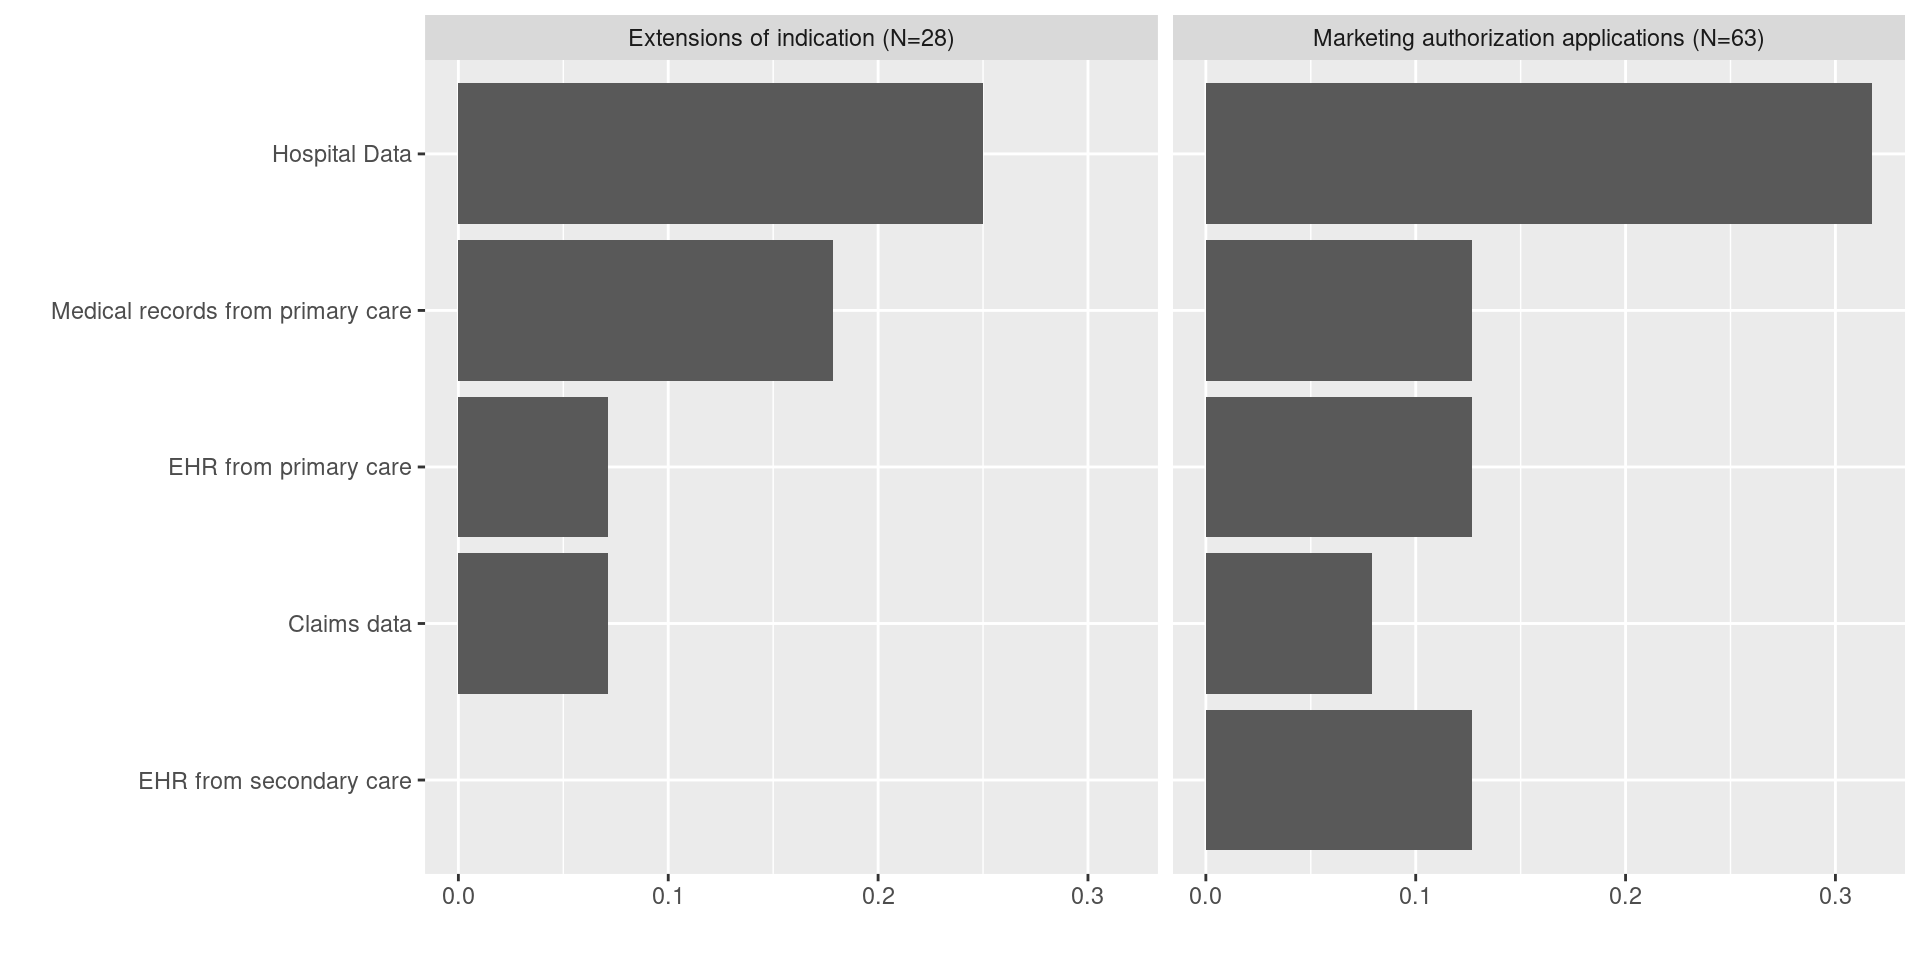 Extensions of indication (N=28)
Marketing authorization applications (N=63)
Hospital Data
Medical records from primary care
EHR from primary care
Claims data
EHR from secondary care
0.0 0.1 0.2 0.3
0.0 0.1 0.2 0.3